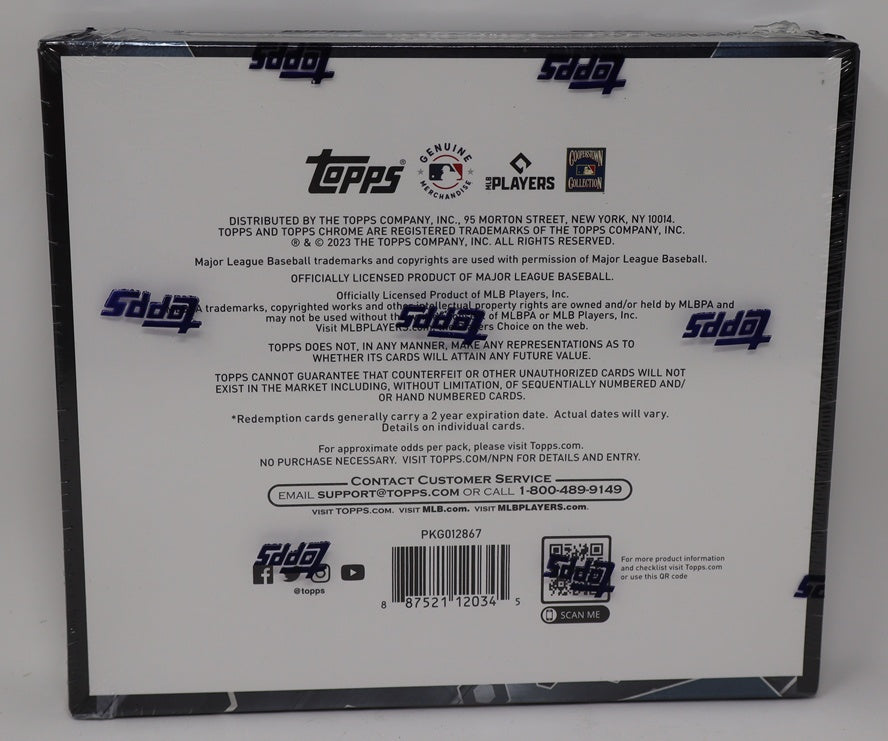 Topps Topps
Topps® GENUINE MERCHANDISE MLB PLAYERS COOPERSTOWN COLLECTION
DISTRIBUTED BY THE TOPPS COMPANY, INC., 95 MORTON STREET, NEW YORK, NY 10014.
TOPPS AND TOPPS CHROME ARE REGISTERED TRADEMARKS OF THE TOPPS COMPANY, INC.
® & © 2023 THE TOPPS COMPANY, INC. ALL RIGHTS RESERVED.
Major League Baseball trademarks and copyrights are used with permission of Major League Baseball.
OFFICIALLY LICENSED PRODUCT OF MAJOR LEAGUE BASEBALL.
Officially Licensed Product of MLB Players, Inc.
trademarks, copyrighted works and other intellectual property rights are owned and/or held by MLBPA and
may not be used without of MLBPA or MLB Players, Inc.
Visit Choice on the web.
Topps Topps Topps
TOPPS DOES NOT, IN ANY MANNER, MAKE ANY REPRESENTATIONS AS TO
WHETHER ITS CARDS WILL ATTAIN ANY FUTURE VALUE.
TOPPS CANNOT GUARANTEE THAT COUNTERFEIT OR OTHER UNAUTHORIZED CARDS WILL NOT
EXIST IN THE MARKET INCLUDING, WITHOUT LIMITATION, OF SEQUENTIALLY NUMBERED AND/
OR HAND NUMBERED CARDS.
*Redemption cards generally carry a 2 year expiration date. Actual dates will vary.
Details on individual cards.
For approximate odds per pack, please visit Topps.com.
NO PURCHASE NECESSARY. VISIT TOPPS.COM/NPN FOR DETAILS AND ENTRY.
CONTACT CUSTOMER SERVICE
EMAIL SUPPORT@TOPPS.COM OR CALL 1-800-489-9149
VISIT TOPPS.COM. VISIT MLB.com. VISIT MLBPLAYERS.com.
PKG012867
Topps Topps
@topps
8 87521 12034 5
For more product information
and checklist visit Topps.com
or use this QR code
SCAN ME